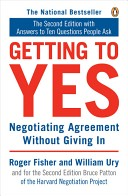 The National Bestseller
The Second Edition with
Answers to Ten Questions People Ask
GETTING TO
YES
Negotiating Agreement
Without Giving In
Roger Fisher and William Ury
and for the Second Edition Bruce Patton
of the Harvard Negotiation Project